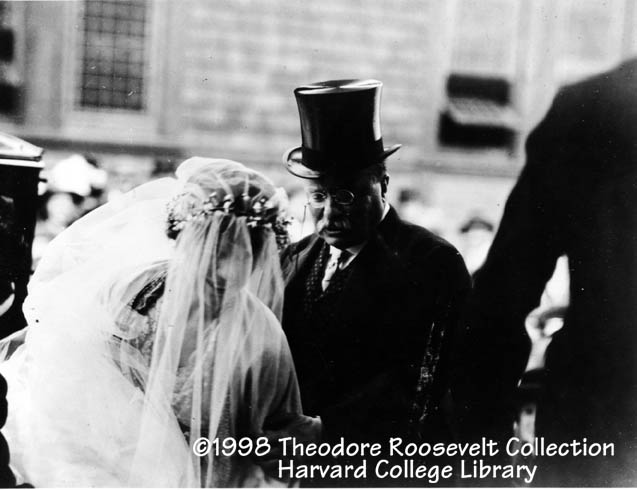 ©1998 Theodore Roosevelt Collection
Harvard College Library